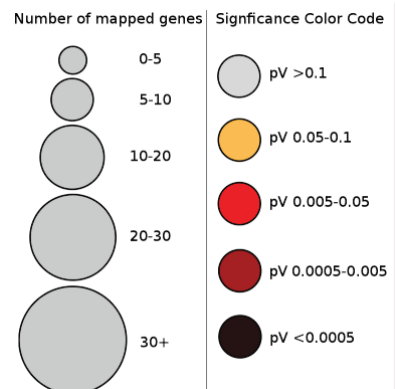 Number of mapped genes
0-5
5-10
10-20
20-30
30+
Signficance Color Code
pV >0.1
pV 0.05-0.1
pV 0.005-0.05
pV 0.0005-0.005
pV <0.0005